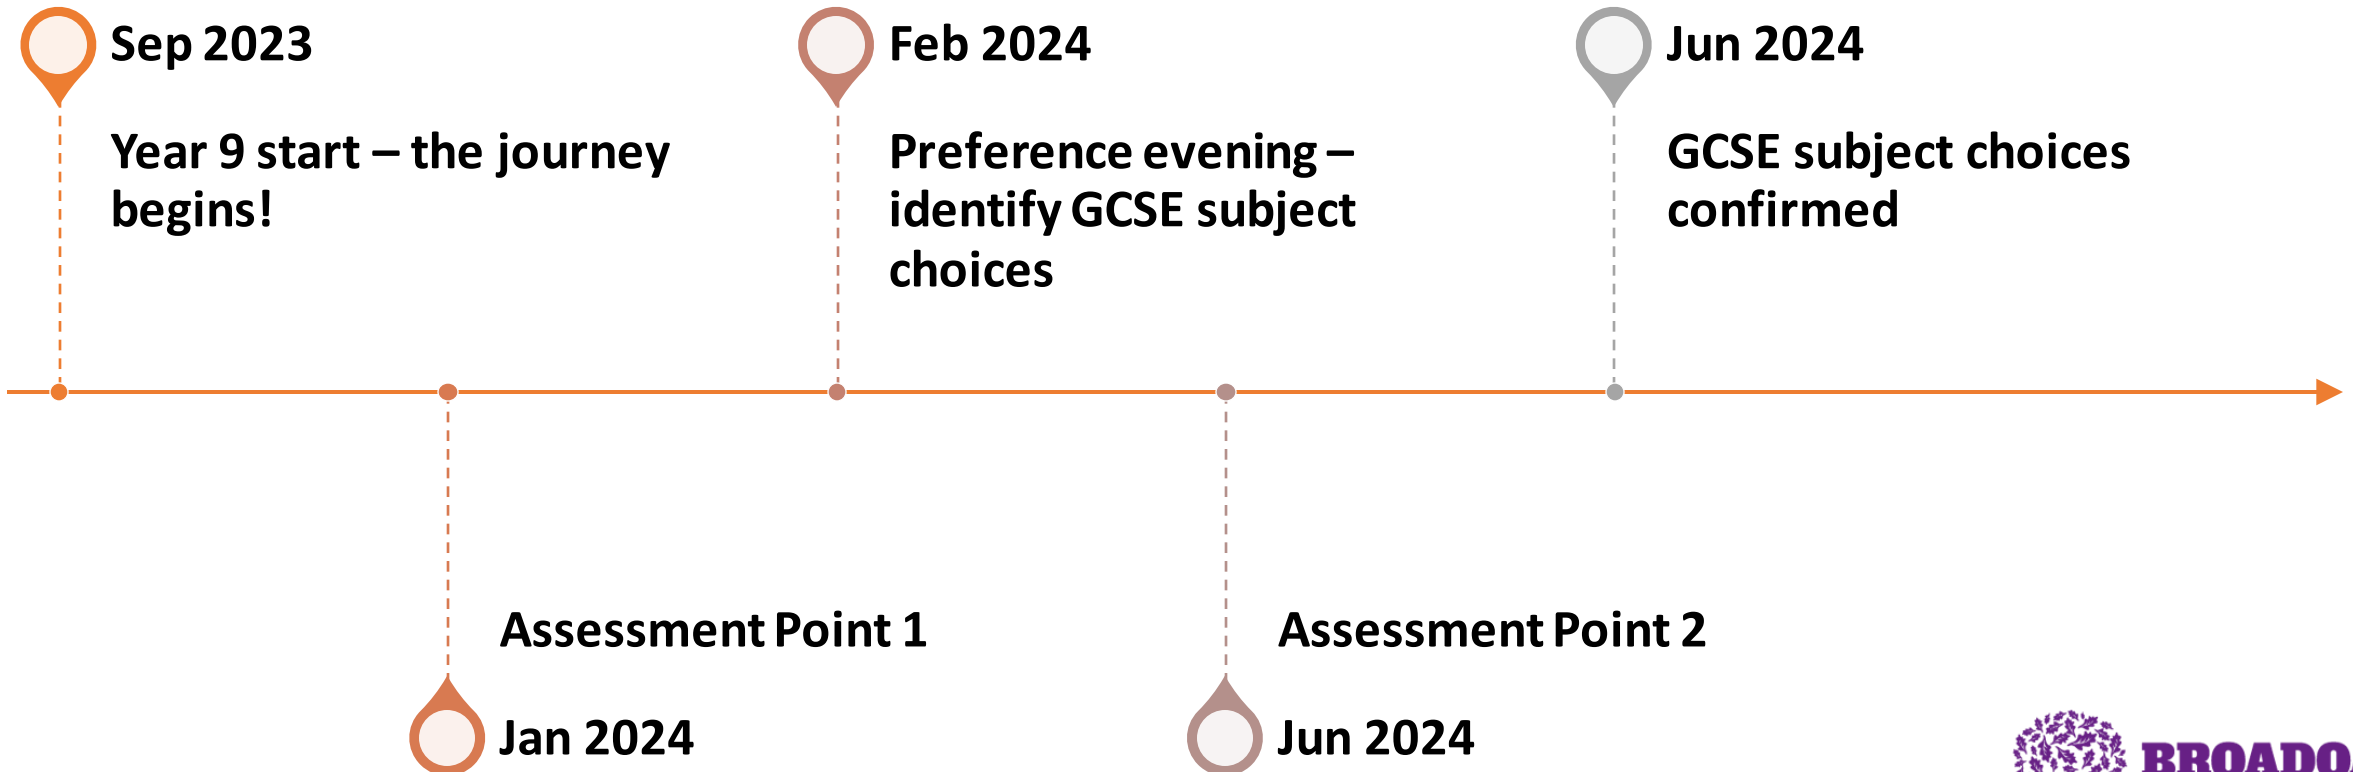 Sep 2023
Year 9 start – the journey
begins!
Feb 2024
Preference evening –
identify GCSE subject
choices
Jun 2024
GCSE subject choices
confirmed
Assessment Point 1
Jan 2024
Assessment Point 2
Jun 2024